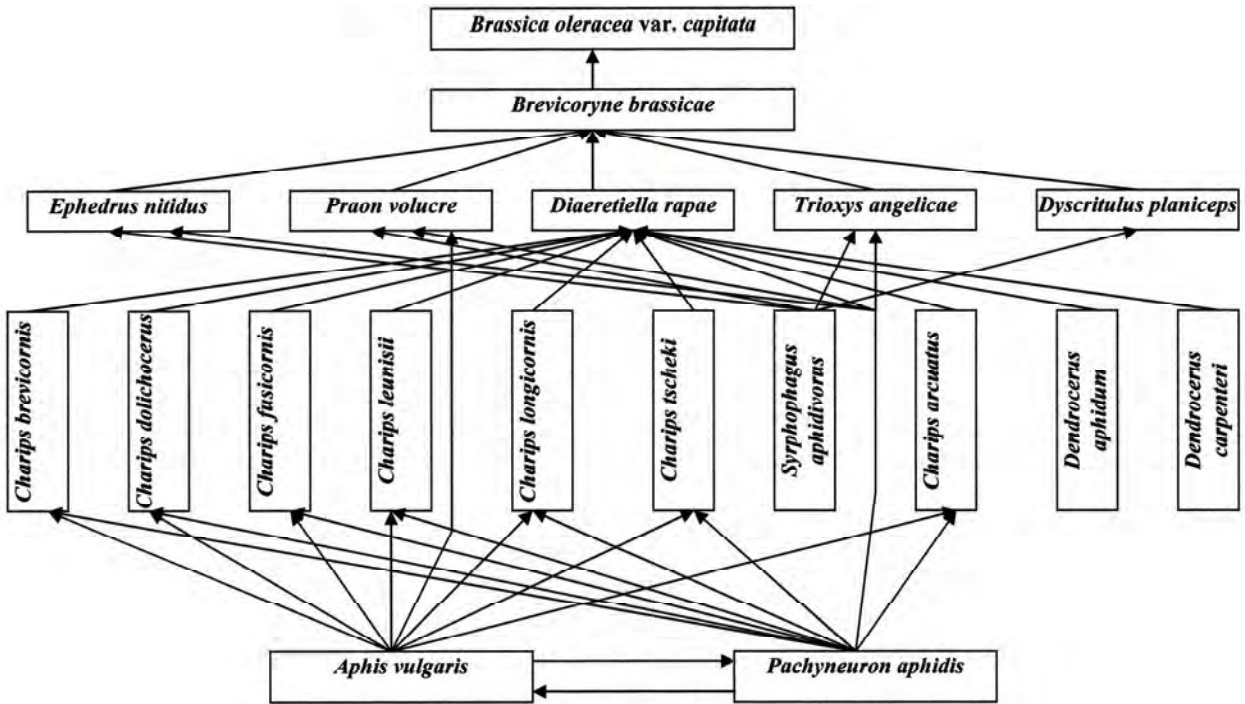 Brassica oleracea var. capitata
Brevicoryne brassicae
Ephedrus nitidus
Praon volucre
Diaeretiella rapae
Trioxys angelicae
Dyscritulus planiceps
Charips brevicornis
Charips dolichocerus
Charips fusicornis
Charips leunisii
Charips longicornis
Charips tscheki
Syrphophagus
aphidivorus
Charips arcuatus
Dendrocerus
aphidum
Dendrocerus
carpenteri
Aphis vulgaris
Pachyneuron aphidis